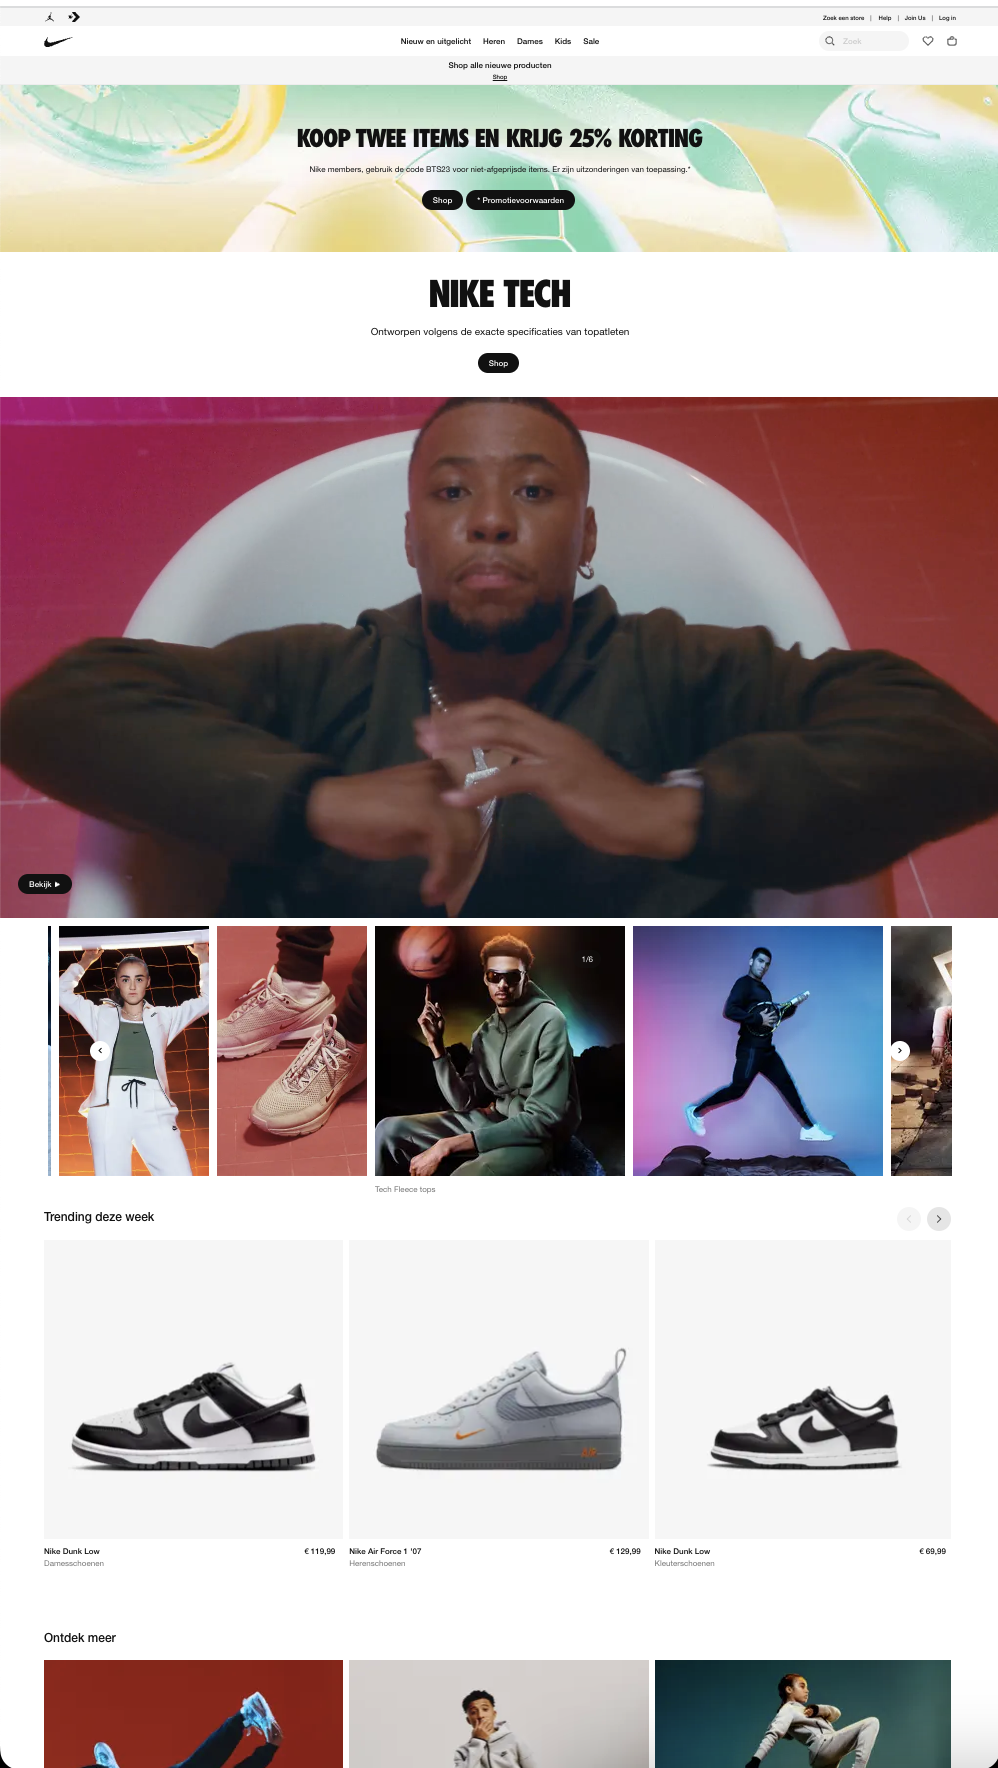 Zoek een store | Help | Join Us | Log in
Nieuw en uitgelicht Heren Dames Kids Sale
Zoek
Shop alle nieuwe producten
Shop
KOOP TWEE ITEMS EN KRIJG 25% KORTING
Nike members, gebruik de code BTS23 voor niet-afgeprijsde items. Er zijn uitzonderingen van toepassing.*
Shop * Promotievoorwaarden
NIKE TECH
Ontworpen volgens de exacte specificaties van topatleten
Shop
Bekijk
1/6
Tech Fleece tops
Trending deze week
AIR
Nike Dunk Low € 119,99 Nike Air Force 1 '07 € 129,99 Nike Dunk Low € 69,99
Damesschoenen Herenschoenen Kleuterschoenen
Ontdek meer